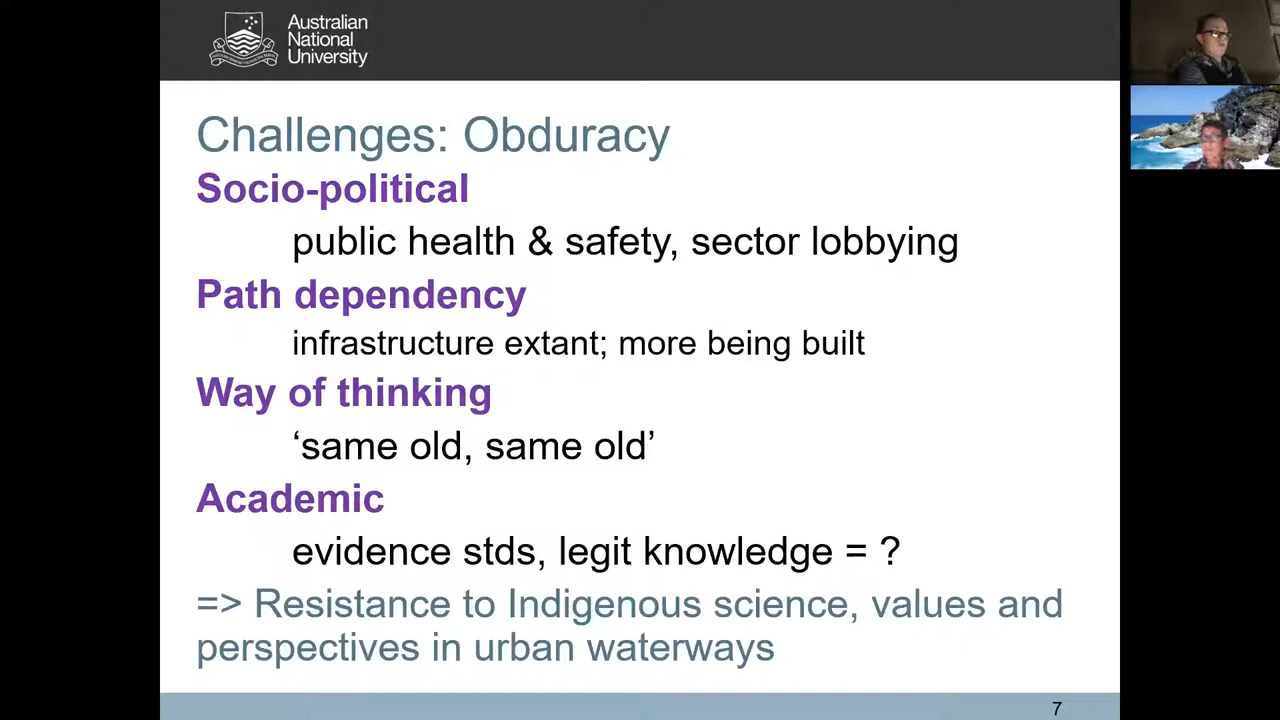 Australian
National
University
Challenges: Obduracy
Socio-political
public health & safety, sector lobbying
Path dependency
infrastructure extant; more being built
Way of thinking
‘same old, same old’
Academic
evidence stds, legit knowledge = ?
=> Resistance to Indigenous science, values and
perspectives in urban waterways
7